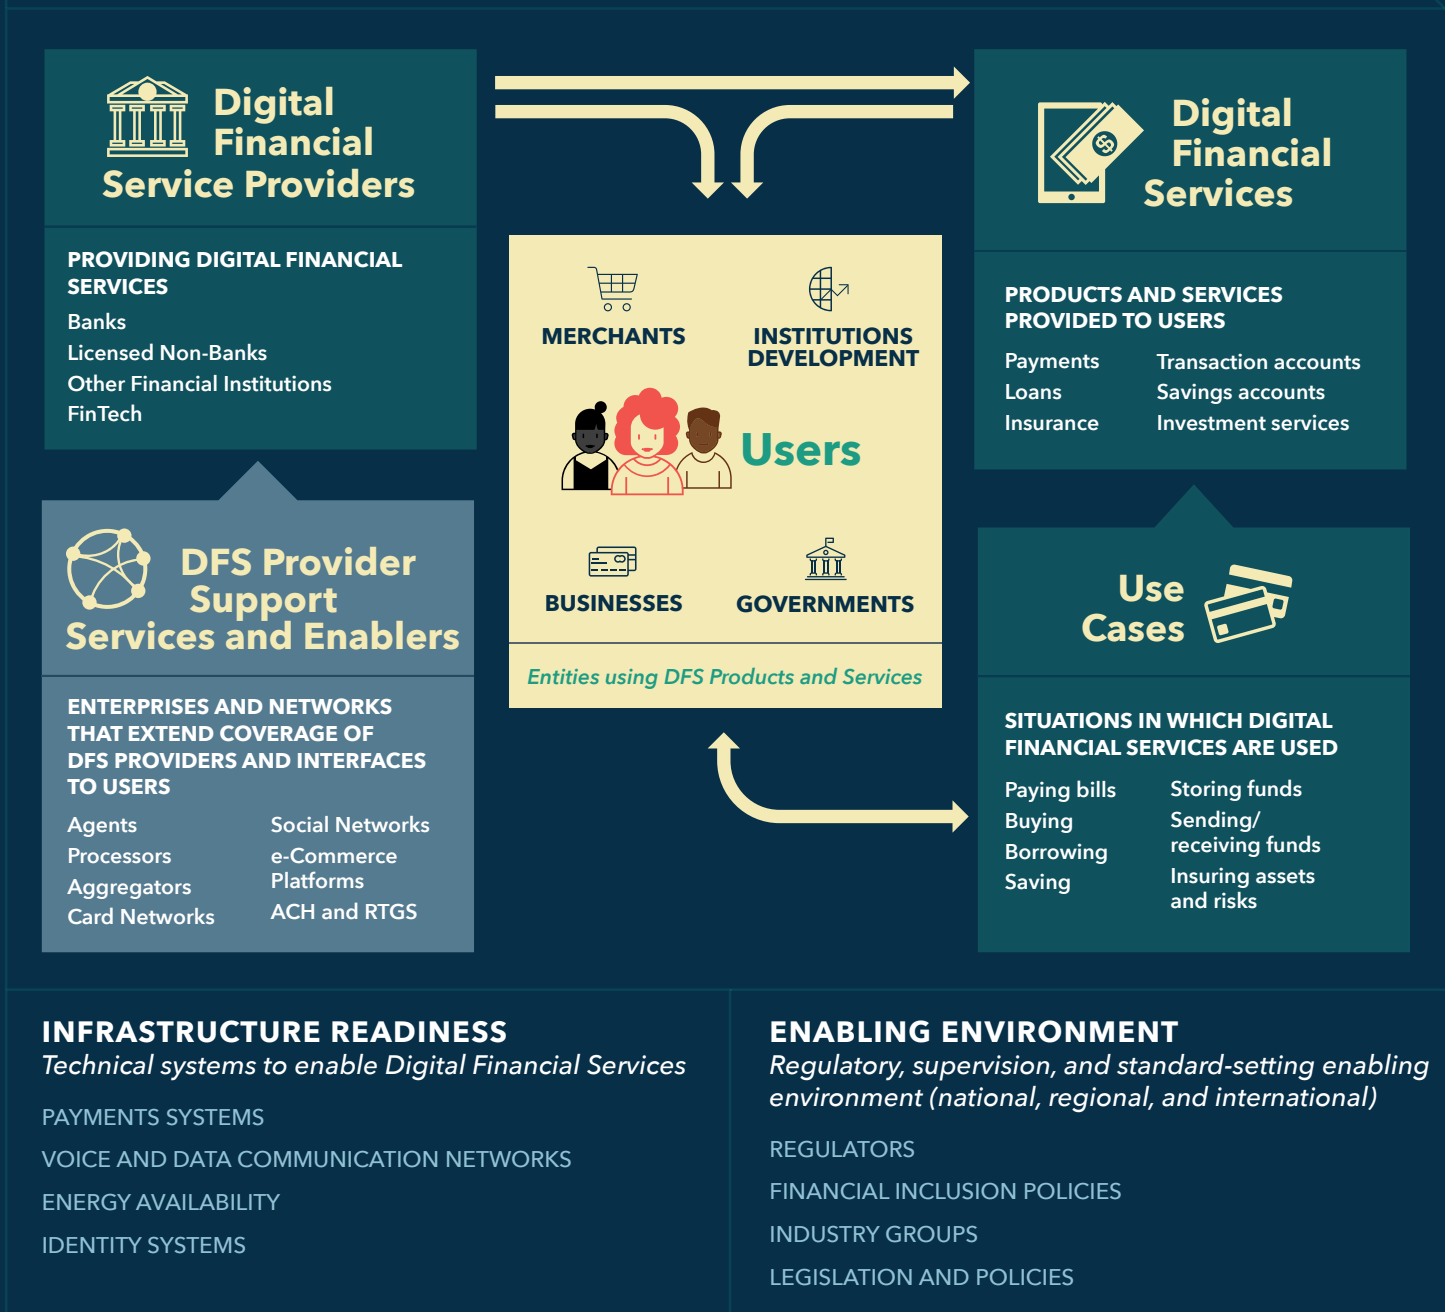 Digital
Financial
Service Providers
PROVIDING DIGITAL FINANCIAL
SERVICES
Banks
Licensed Non-Banks
Other Financial Institutions
FinTech
DFS Provider
Support
Services and Enablers
ENTERPRISES AND NETWORKS
THAT EXTEND COVERAGE OF
DFS PROVIDERS AND INTERFACES
TO USERS
Agents
Processors
Aggregators
Card Networks
Social Networks
e-Commerce
Platforms
ACH and RTGS
MERCHANTS
INSTITUTIONS
DEVELOPMENT
Users
BUSINESSES
GOVERNMENTS
Entities using DFS Products and Services
$
Digital
Financial
Services
PRODUCTS AND SERVICES
PROVIDED TO USERS
Payments
Loans
Insurance
Transaction accounts
Savings accounts
Investment services
Use
Cases
SITUATIONS IN WHICH DIGITAL
FINANCIAL SERVICES ARE USED
Paying bills
Buying
Borrowing
Saving
Storing funds
Sending/
receiving funds
Insuring assets
and risks
INFRASTRUCTURE READINESS
Technical systems to enable Digital Financial Services
PAYMENTS SYSTEMS
VOICE AND DATA COMMUNICATION NETWORKS
ENERGY AVAILABILITY
IDENTITY SYSTEMS
ENABLING ENVIRONMENT
Regulatory, supervision, and standard-setting enabling
environment (national, regional, and international)
REGULATORS
FINANCIAL INCLUSION POLICIES
INDUSTRY GROUPS
LEGISLATION AND POLICIES